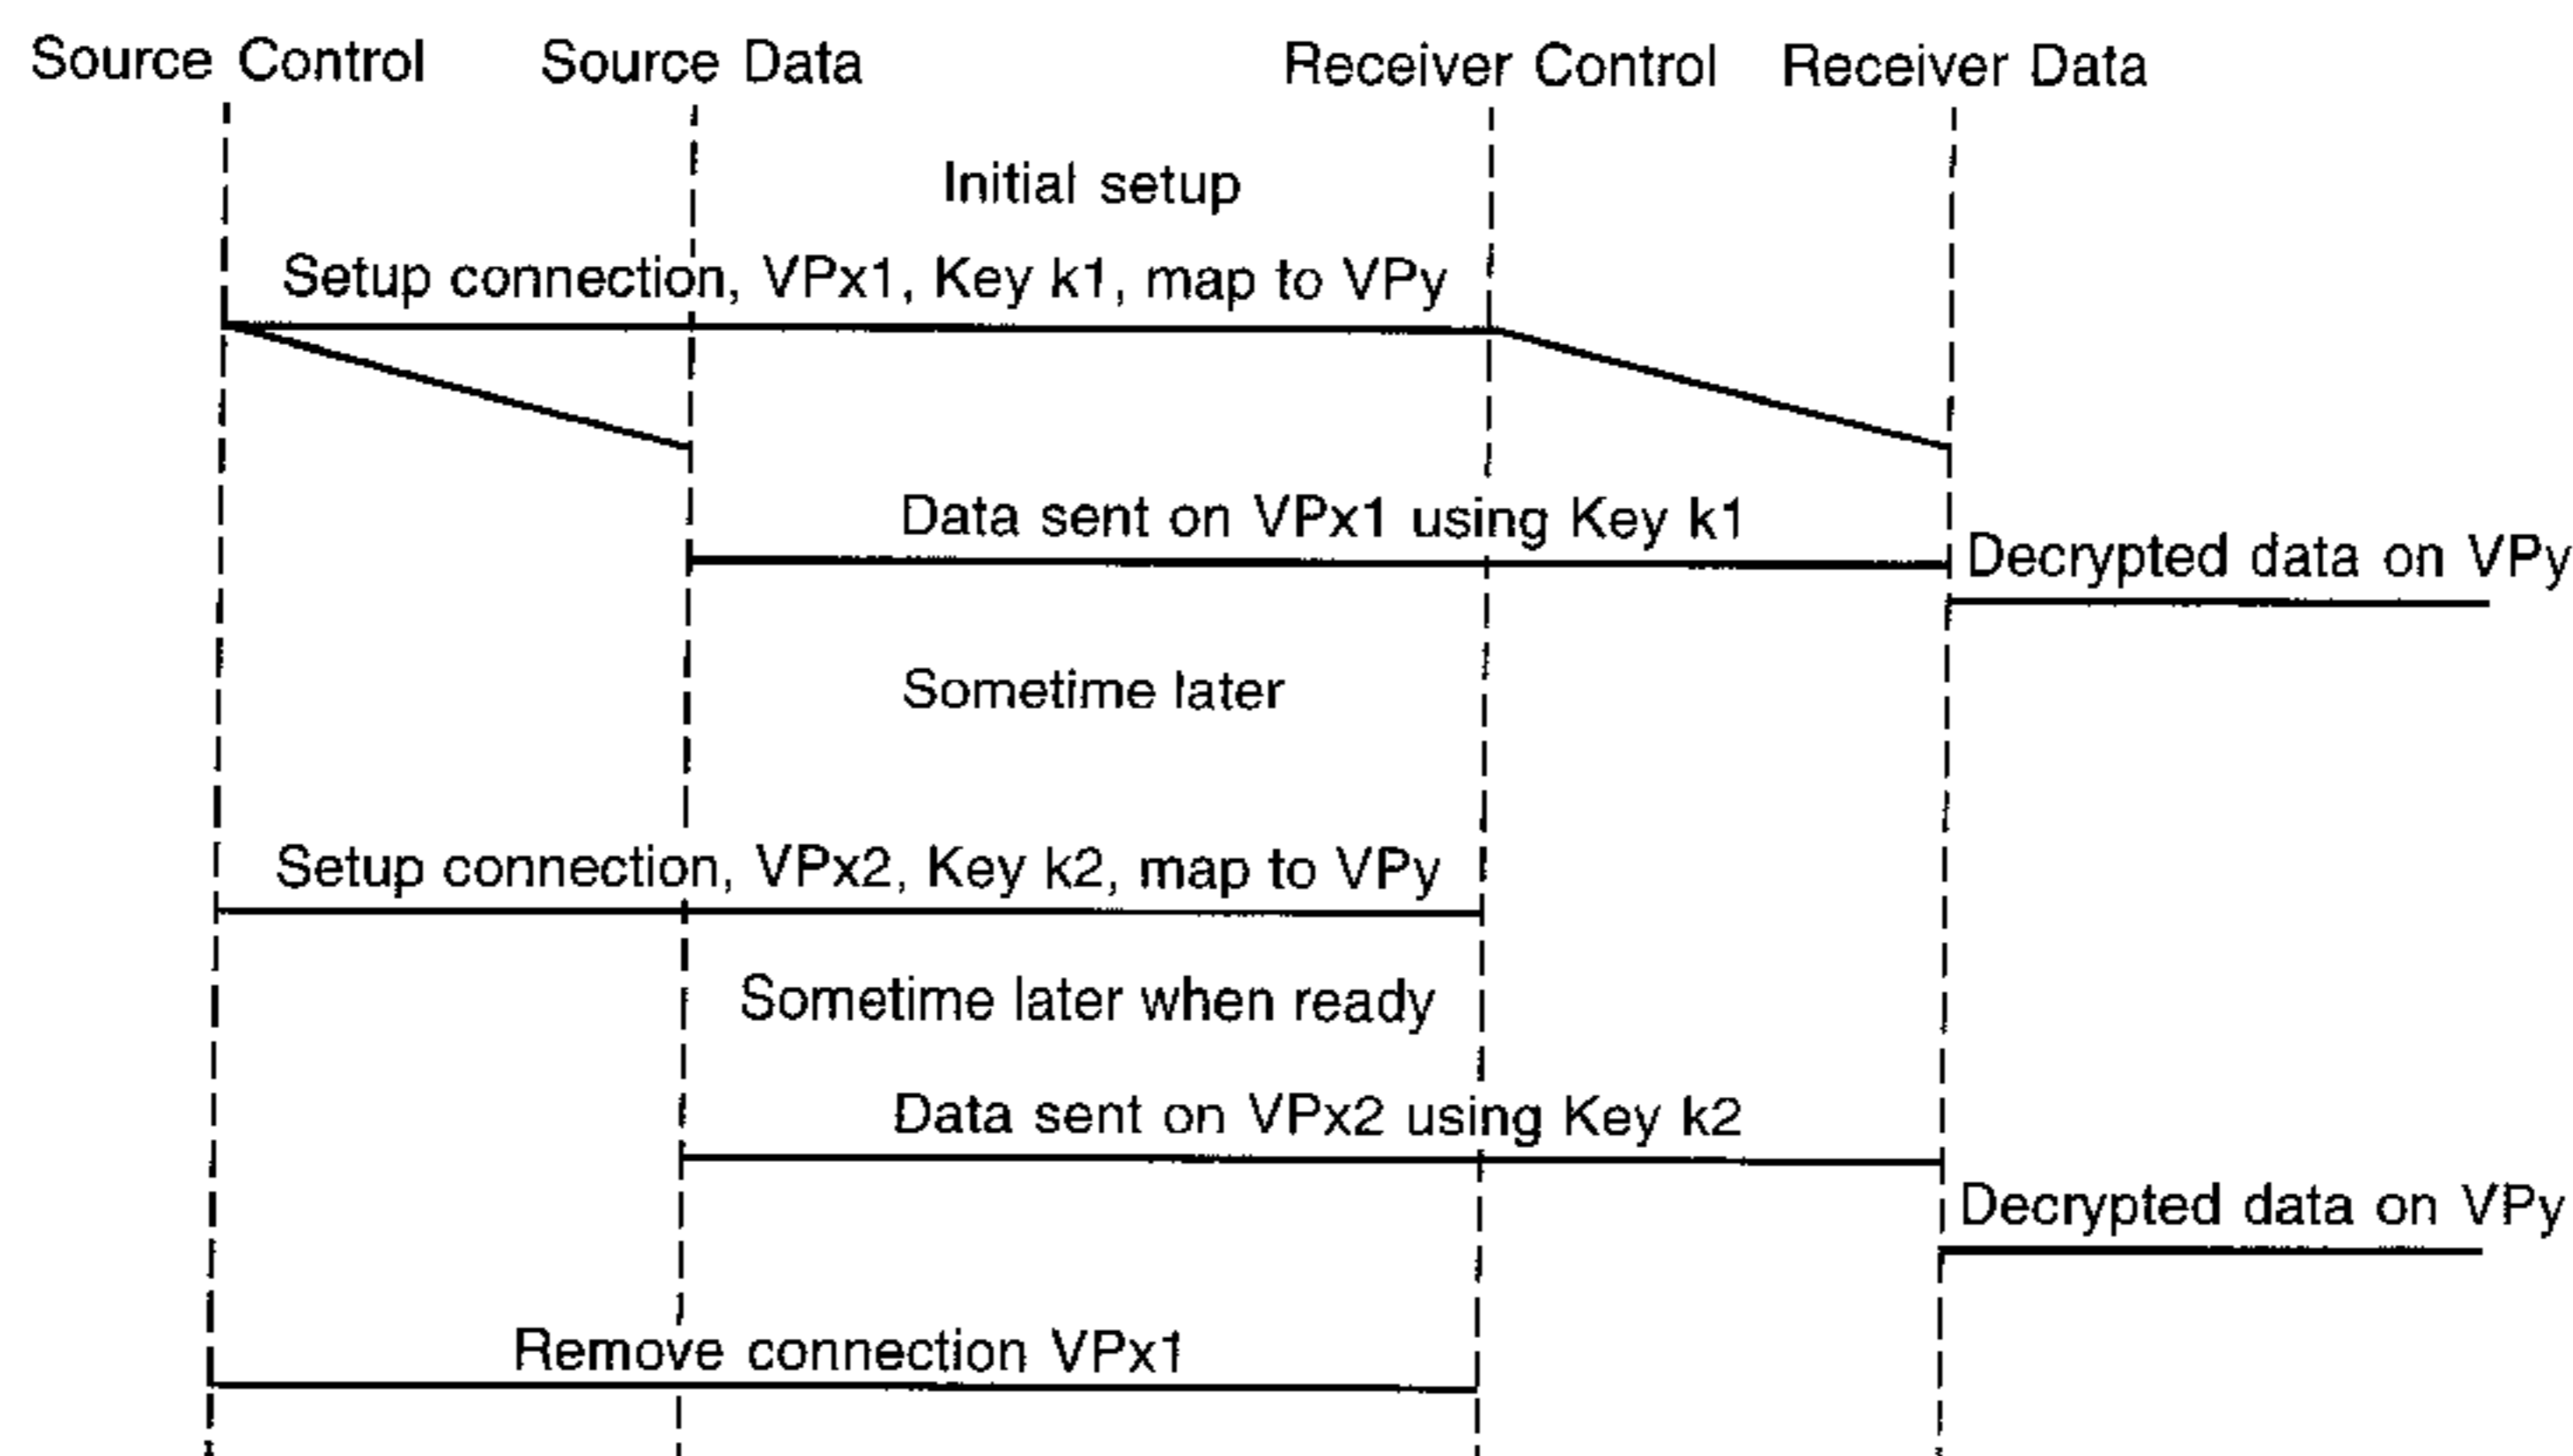 Source Control Source Data Receiver Control Receiver Data
Initial setup
Setup connection, VPx1, Key k1, map to VPy
Data sent on VPx1 using Key k1
Decrypted data on VPy
Sometime later
Setup connection, VPx2, Key k2, map to VPy
Sometime later when ready
Data sent on VPx2 using Key k2
Decrypted data on VPy
Remove connection VPx1